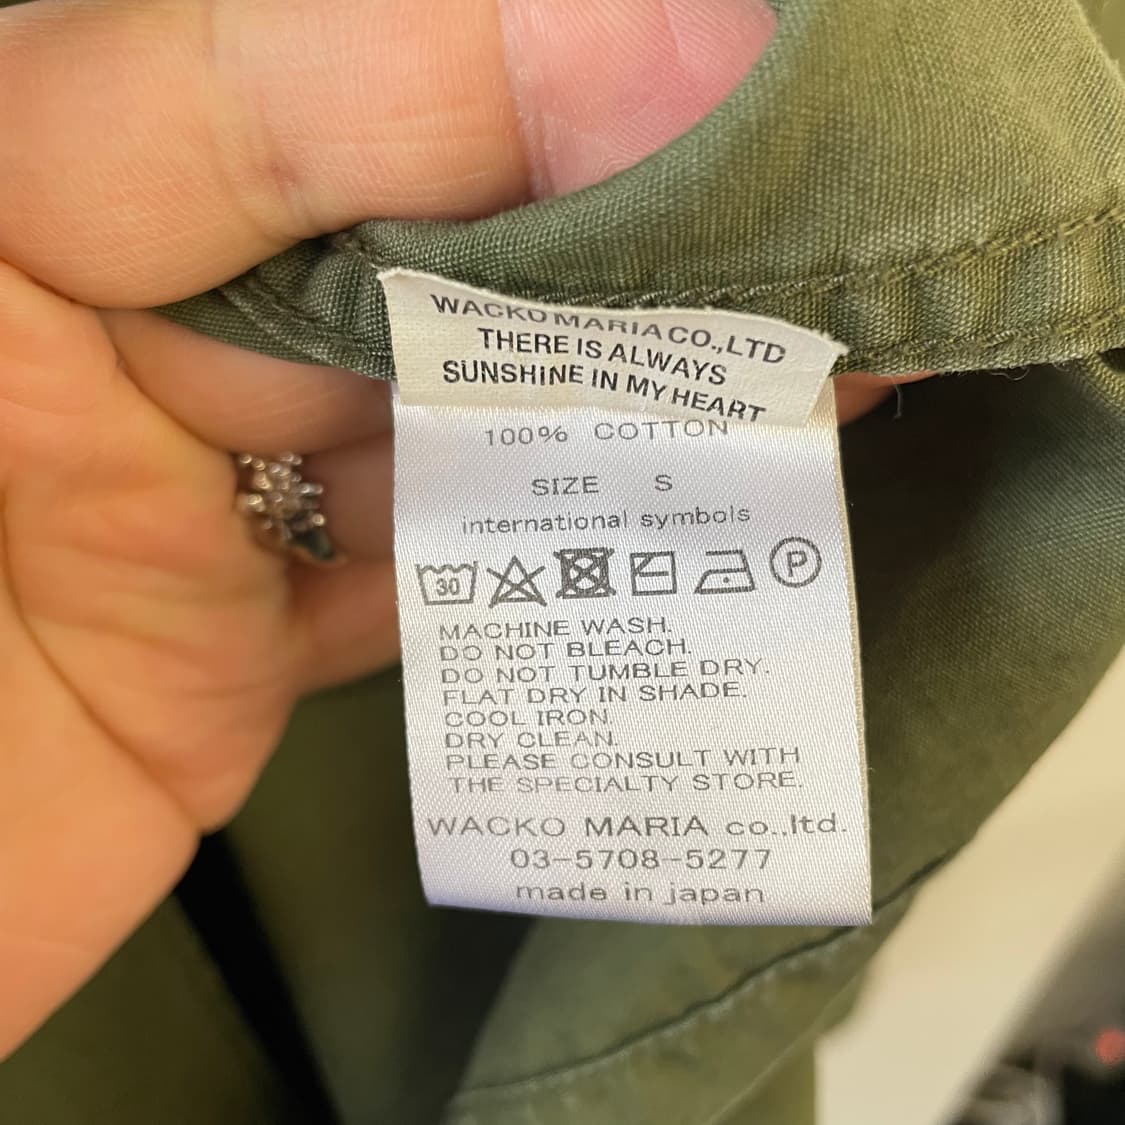 WACKO MARIA CO.,LTD
THERE IS ALWAYS
SUNSHINE IN MY HEART
100% COTTON
SIZE S
international symbols
30 P
MACHINE WASH.
DO NOT BLEACH.
DO NOT TUMBLE DRY.
FLAT DRY IN SHADE.
COOL IRON.
DRY CLEAN.
PLEASE CONSULT WITH
THE SPECIALTY STORE.
WACKO MARIA co.,ltd.
03-5708-5277
made in japan